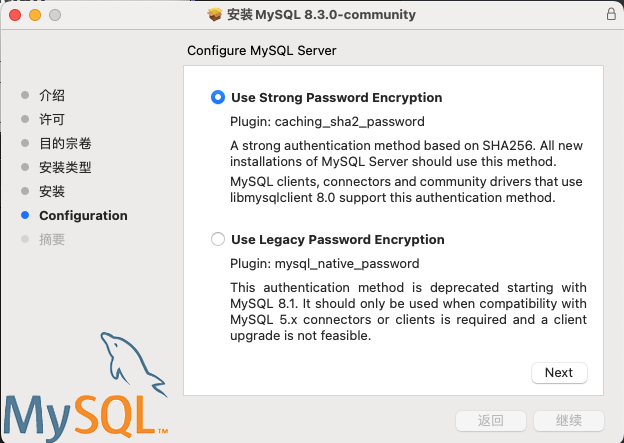 安装 MySQL 8.3.0-community
Configure MySQL Server
介绍
许可
目的宗卷
安装类型
安装
Configuration
摘要
Use Strong Password Encryption
Plugin: caching_sha2_password
A strong authentication method based on SHA256. All new
installations of MySQL Server should use this method.
MySQL clients, connectors and community drivers that use
libmysqlclient 8.0 support this authentication method.
Use Legacy Password Encryption
Plugin: mysql_native_password
This authentication method is deprecated starting with
MySQL 8.1. It should only be used when compatibility with
MySQL 5.x connectors or clients is required and a client
upgrade is not feasible.
Next
MySQL™
返回
继续